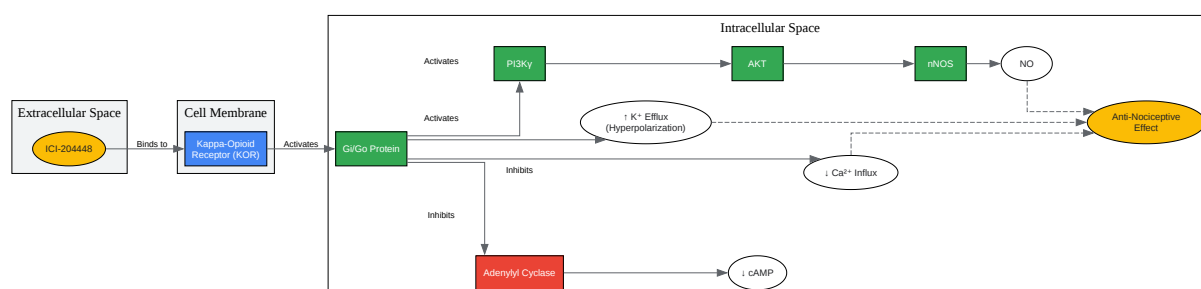 Intracellular Space
Activates
PI3Kγ
AKT
nNOS
NO
Extracellular Space
Cell Membrane
Activates
↑ K⁺ Efflux
(Hyperpolarization)
Anti-Nociceptive
Effect
ICI-204448
Binds to
Kappa-Opioid
Receptor (KOR)
Activates
Gi/Go Protein
Inhibits
↓ Ca²⁺ Influx
Inhibits
Adenylyl Cyclase
↓ cAMP